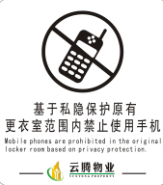 基于私隐保护原有
更衣室范围内禁止使用手机
Mobile phones are prohibited in the original
locker room based on privacy protection.
云腾物业